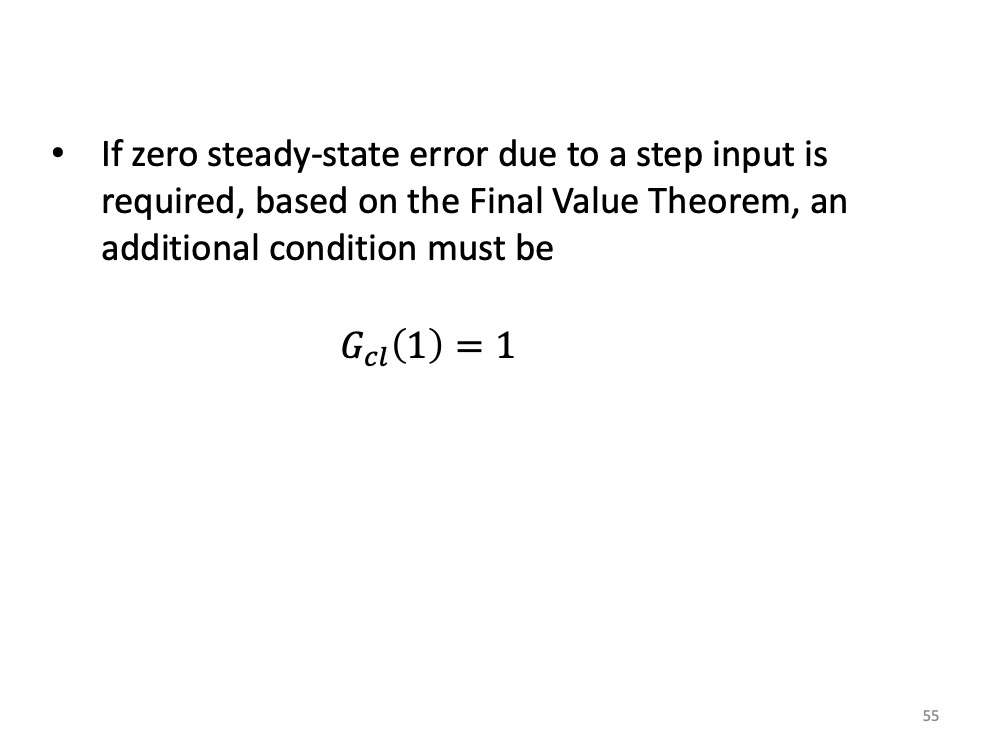 • If zero steady-state error due to a step input is
required, based on the Final Value Theorem, an
additional condition must be
𝐺𝑐𝑙(1) = 1
55